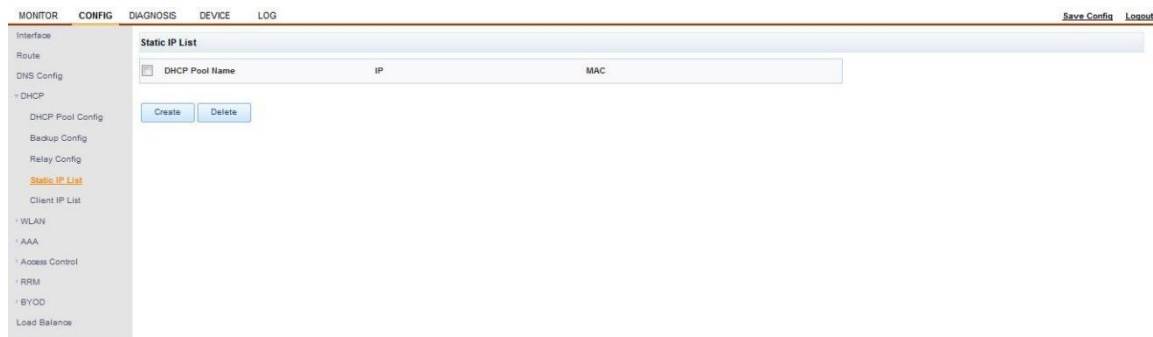 MONITOR CONFIG DIAGNOSIS DEVICE LOG Save Config Logout
Interface
Route
DNS Config
DHCP
DHCP Pool Config
Backup Config
Relay Config
Static IP List
Client IP List
WLAN
AAA
Access Control
RRM
BYOD
Load Balance
Static IP List
DHCP Pool Name IP MAC
Create Delete